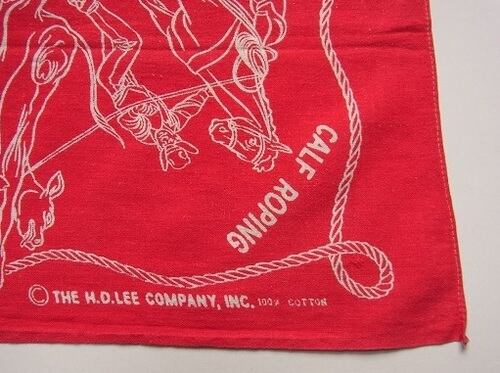 CALF ROPING
© THE H.D.LEE COMPANY, INC. 100% COTTON